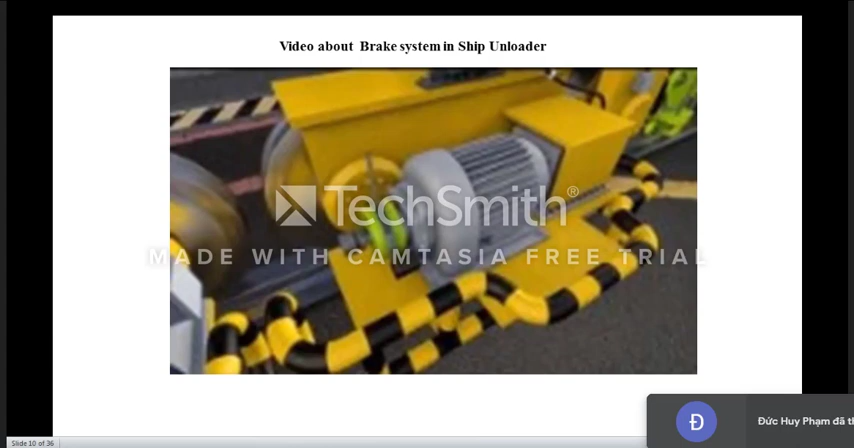 Video about Brake system in Ship Unloader
TechSmith®
MADE WITH CAMTASIA FREE TRIAL
Đ
Đức Huy Phạm đã
Slide 10 of 36